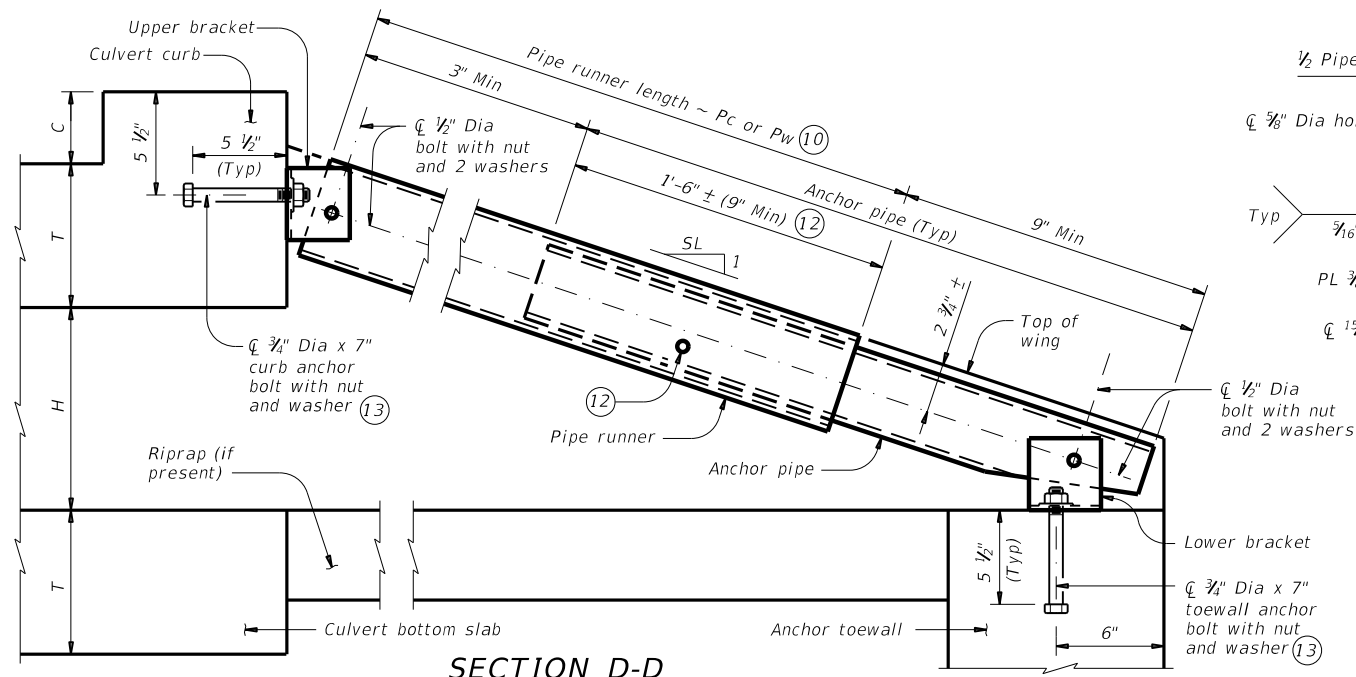 Upper bracket
Culvert curb
C
5 ½"
5 ½"
(Typ)
T
H
T
Pipe runner length ~ Pc or Pw 10
3" Min
℄ ½" Dia
bolt with nut
and 2 washers
1'-6" ± (9" Min) 12
Anchor pipe (Typ)
9" Min
SL
1
2 ¾" ±
Top of
wing
℄ ¾" Dia x 7"
curb anchor
bolt with nut
and washer 13
12
Pipe runner
Anchor pipe
℄ ½" Dia
bolt with nut
and 2 washers
Riprap (if
present)
5 ½"
(Typ)
Lower bracket
℄ ¾" Dia x 7"
toewall anchor
bolt with nut
and washer 13
6"
Culvert bottom slab
Anchor toewall
SECTION D-D
½ Pipe
℄ ⅝" Dia ho
Typ
5/16"
PL
℄